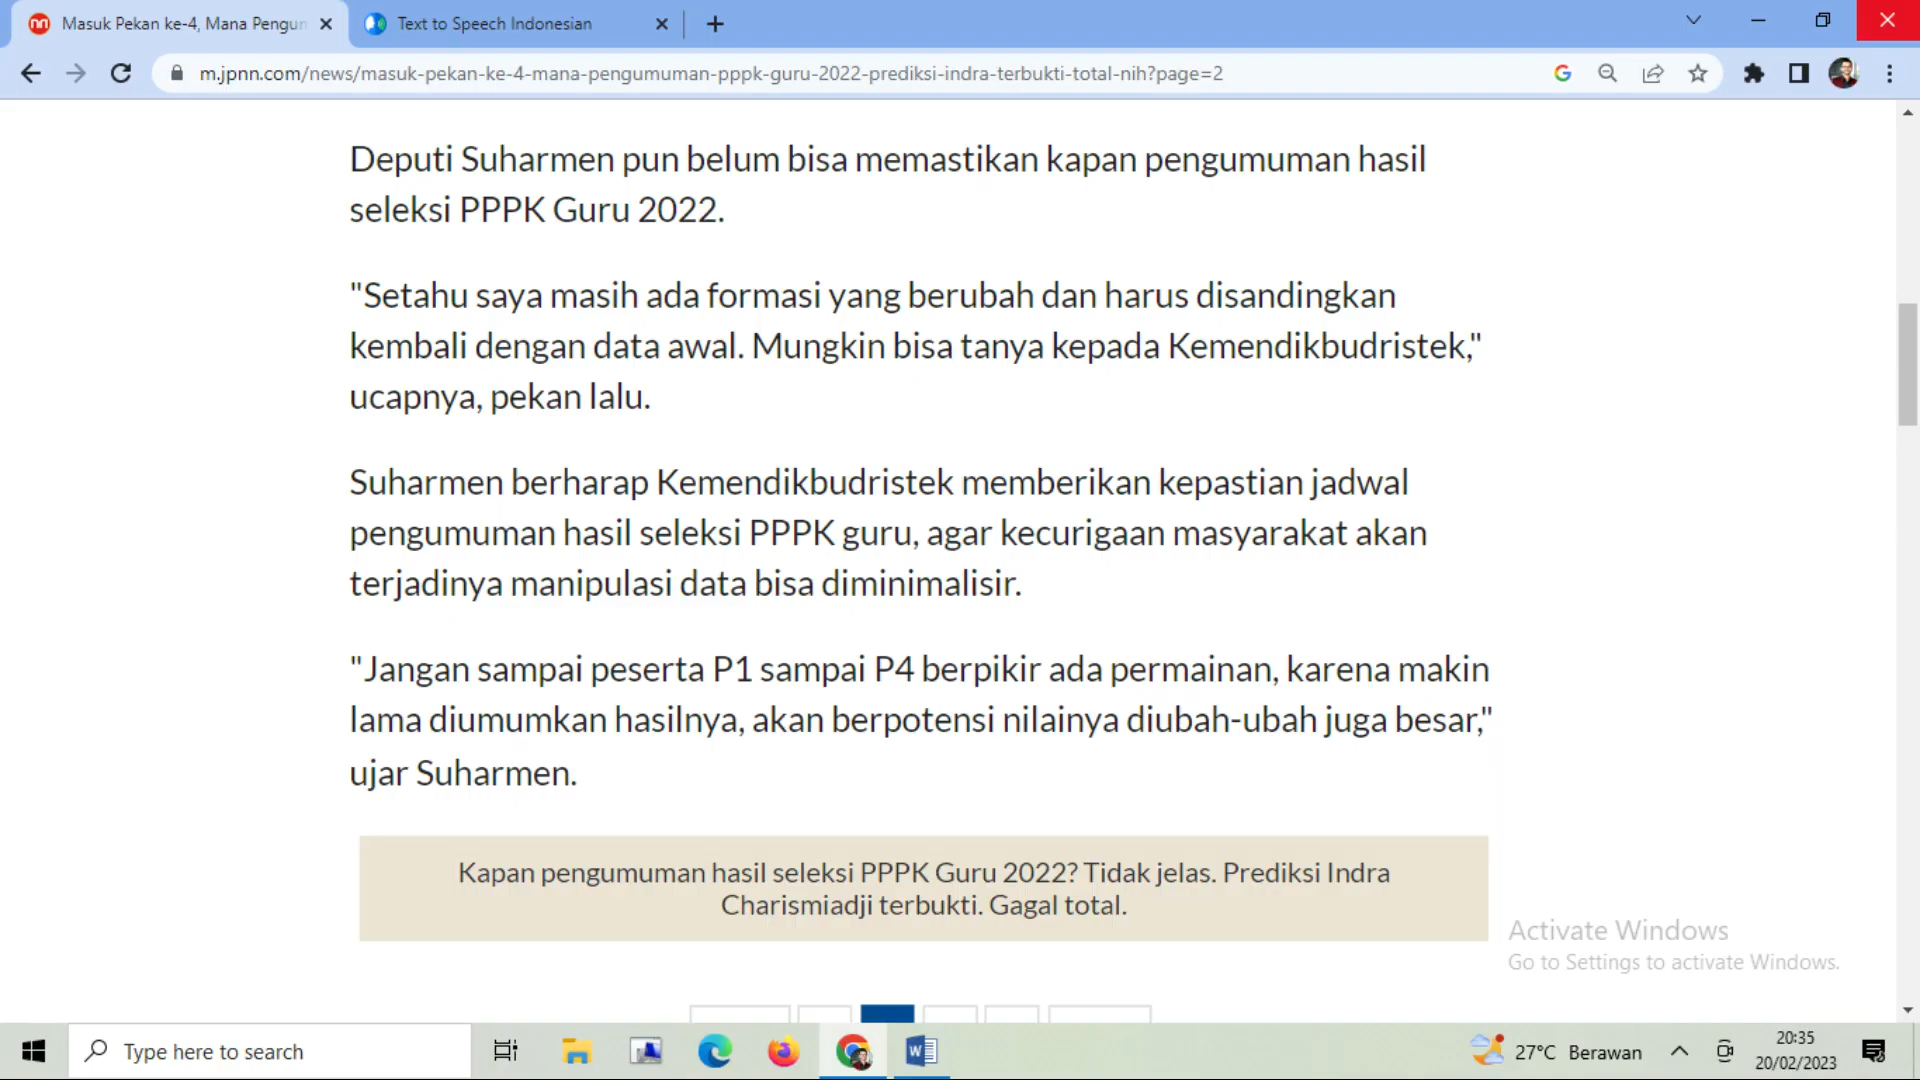 Masuk Pekan ke-4, Mana Pengum
Text to Speech Indonesian
m.jpnn.com/news/masuk-pekan-ke-4-mana-pengumuman-pppk-guru-2022-prediksi-indra-terbukti-total-nih?page=2
Deputi Suharmen pun belum bisa memastikan kapan pengumuman hasil
seleksi PPPK Guru 2022.
"Setahu saya masih ada formasi yang berubah dan harus disandingkan
kembali dengan data awal. Mungkin bisa tanya kepada Kemendikbudristek,"
ucapnya, pekan lalu.
Suharmen berharap Kemendikbudristek memberikan kepastian jadwal
pengumuman hasil seleksi PPPK guru, agar kecurigaan masyarakat akan
terjadinya manipulasi data bisa diminimalisir.
"Jangan sampai peserta P1 sampai P4 berpikir ada permainan, karena makin
lama diumumkan hasilnya, akan berpotensi nilainya diubah-ubah juga besar,"
ujar Suharmen.
Kapan pengumuman hasil seleksi PPPK Guru 2022? Tidak jelas. Prediksi Indra
Charismiadji terbukti. Gagal total.
Activate Windows
Go to Settings to activate Windows.
Type here to search
27°C Berawan
20:35
20/02/2023